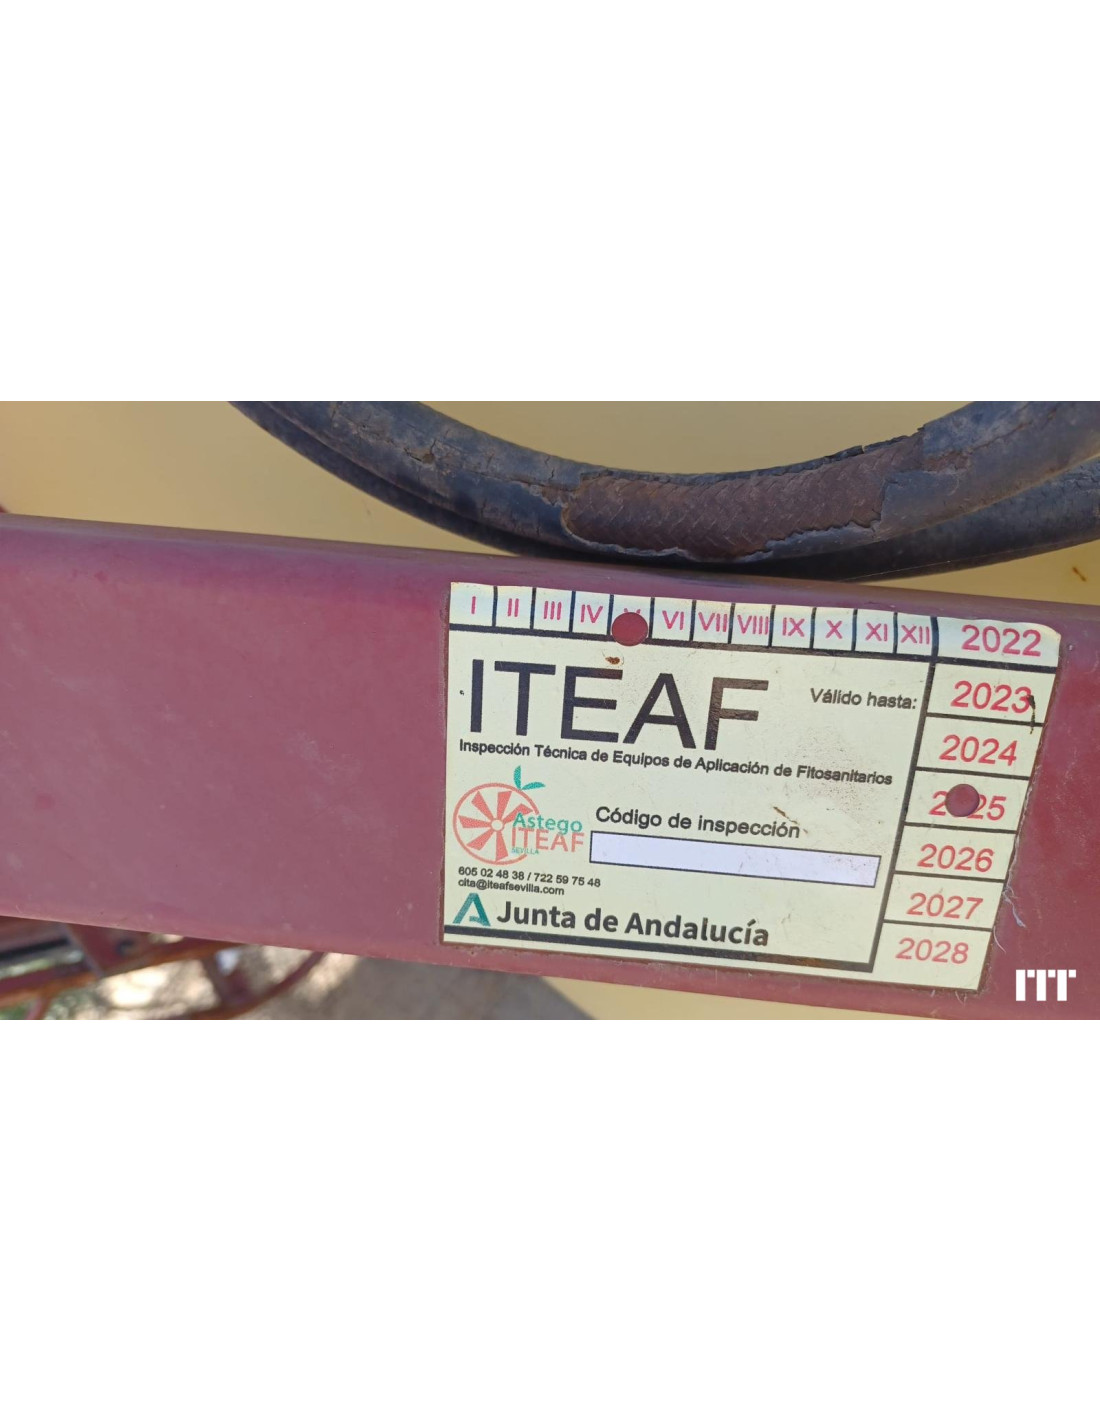 I II III IV V VI VII VIII IX X XI XII 2022
ITEAF
Válido hasta:
2023
2024
2025
2026
2027
2028
Inspección Técnica de Equipos de Aplicación de Fitosanitarios
Astego
ITEAF
SEVILLA
Código de inspección
605 02 48 38 / 722 59 75 48
cita@iteafsevilla.com
Junta de Andalucía